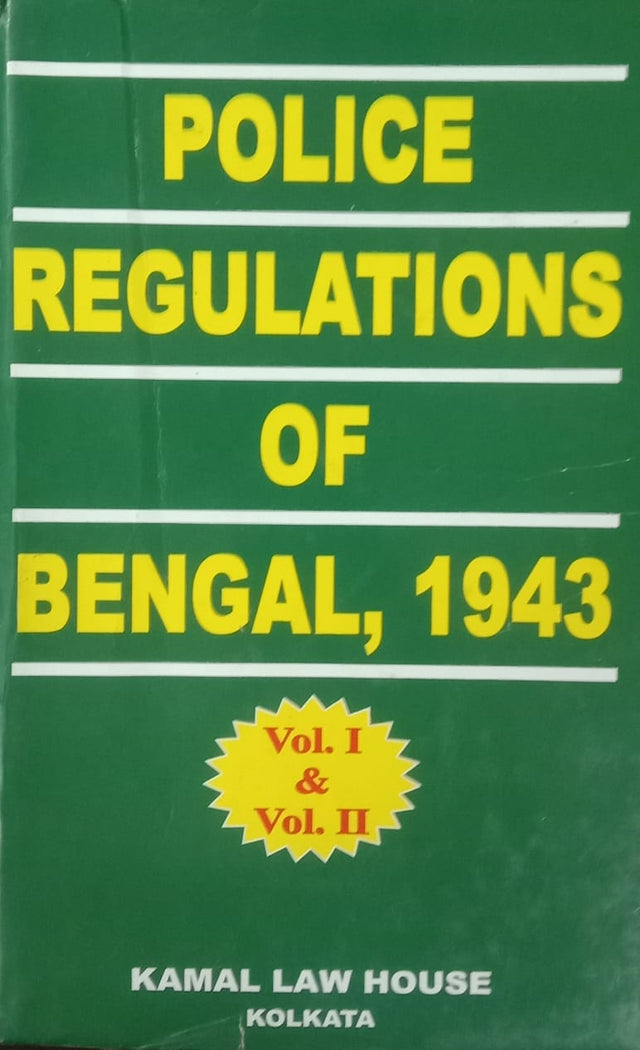 POLICE
REGULATIONS
OF
BENGAL, 1943
Vol. I
&
Vol. II
KAMAL LAW HOUSE
KOLKATA